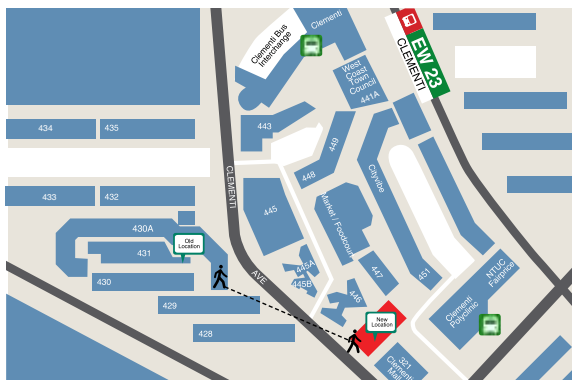 Clementi Bus
Interchange
Clementi
EW 23
CLEMENTI
West
Coast
Town
Council
441A
434
435
443
449
448
Cityvibe
433
432
CLEMENTI
445
Market / Foodcourt
430A
Old
Location
431
445A
445B
447
451
NTUC
Fairprice
430
AVE
446
429
New
Location
Clementi
Polyclinic
428
321
Clementi
Mall